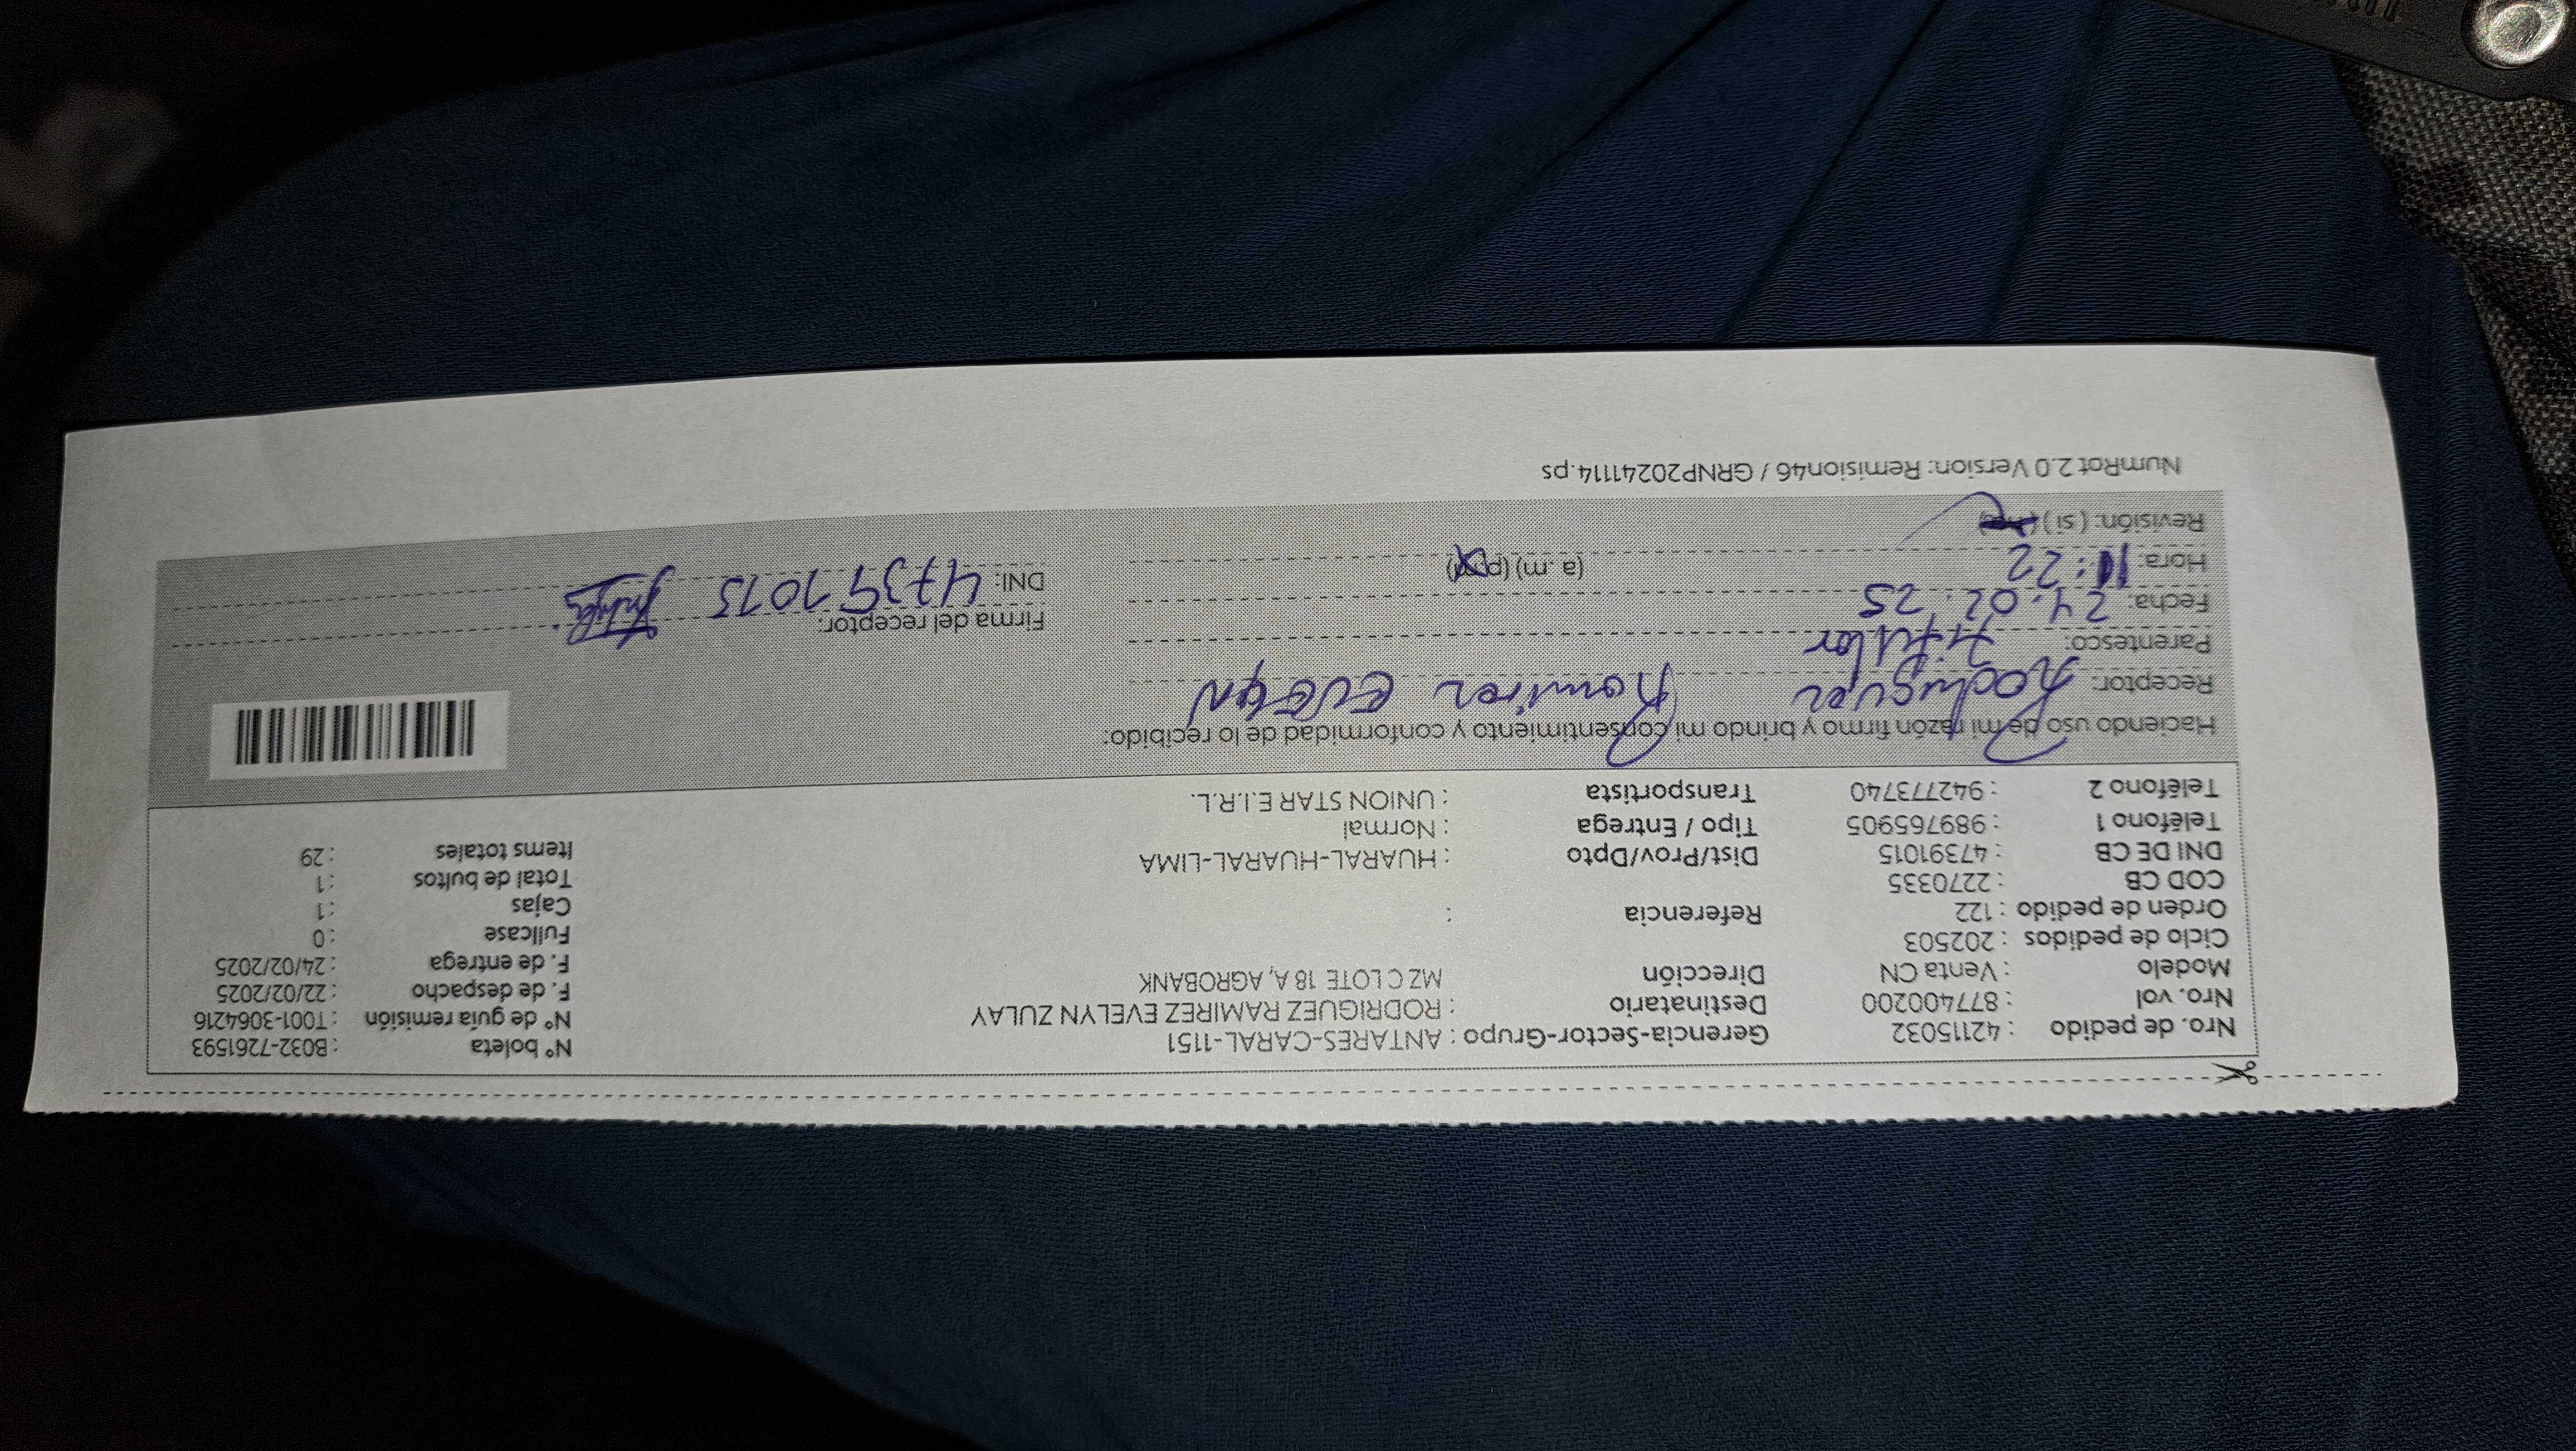 Nro. de pedido : 42115032 Gerencia-Sector-Grupo : ANTARES-CARAL-1151 N° boleta : B032-7261593
Nro. vol : 877400200 Destinatario : RODRIGUEZ RAMIREZ EVELYN ZULAY N° de guía remisión : T001-3064216
Modelo : Venta CN Dirección MZ C LOTE 18 A, AGROBANK F. de despacho : 22/02/2025
Ciclo de pedidos : 202503 F. de entrega : 24/02/2025
Orden de pedido : 122 Referencia : Fullcase : 0
COD CB : 2270335 Cajas : 1
DNI DE CB : 47391015 Dist/Prov/Dpto : HUARAL-HUARAL-LIMA Total de bultos : 1
Teléfono 1 : 989765905 Tipo / Entrega : Normal Items totales : 29
Teléfono 2 : 942773740 Transportista : UNION STAR E.I.R.L.
Haciendo uso de mi razón firmo y brindo mi consentimiento y conformidad de lo recibido:
Receptor: Rodriguez Ramirez
Parentesco: titular Firma del receptor:
Fecha: 24.02.25 DNI: 47391015
Hora: 11:22 (a. m) (p.m)
Revisión: (si) (no)
NumRot 2.0 Version: Remision46 / GRNP20241114.ps